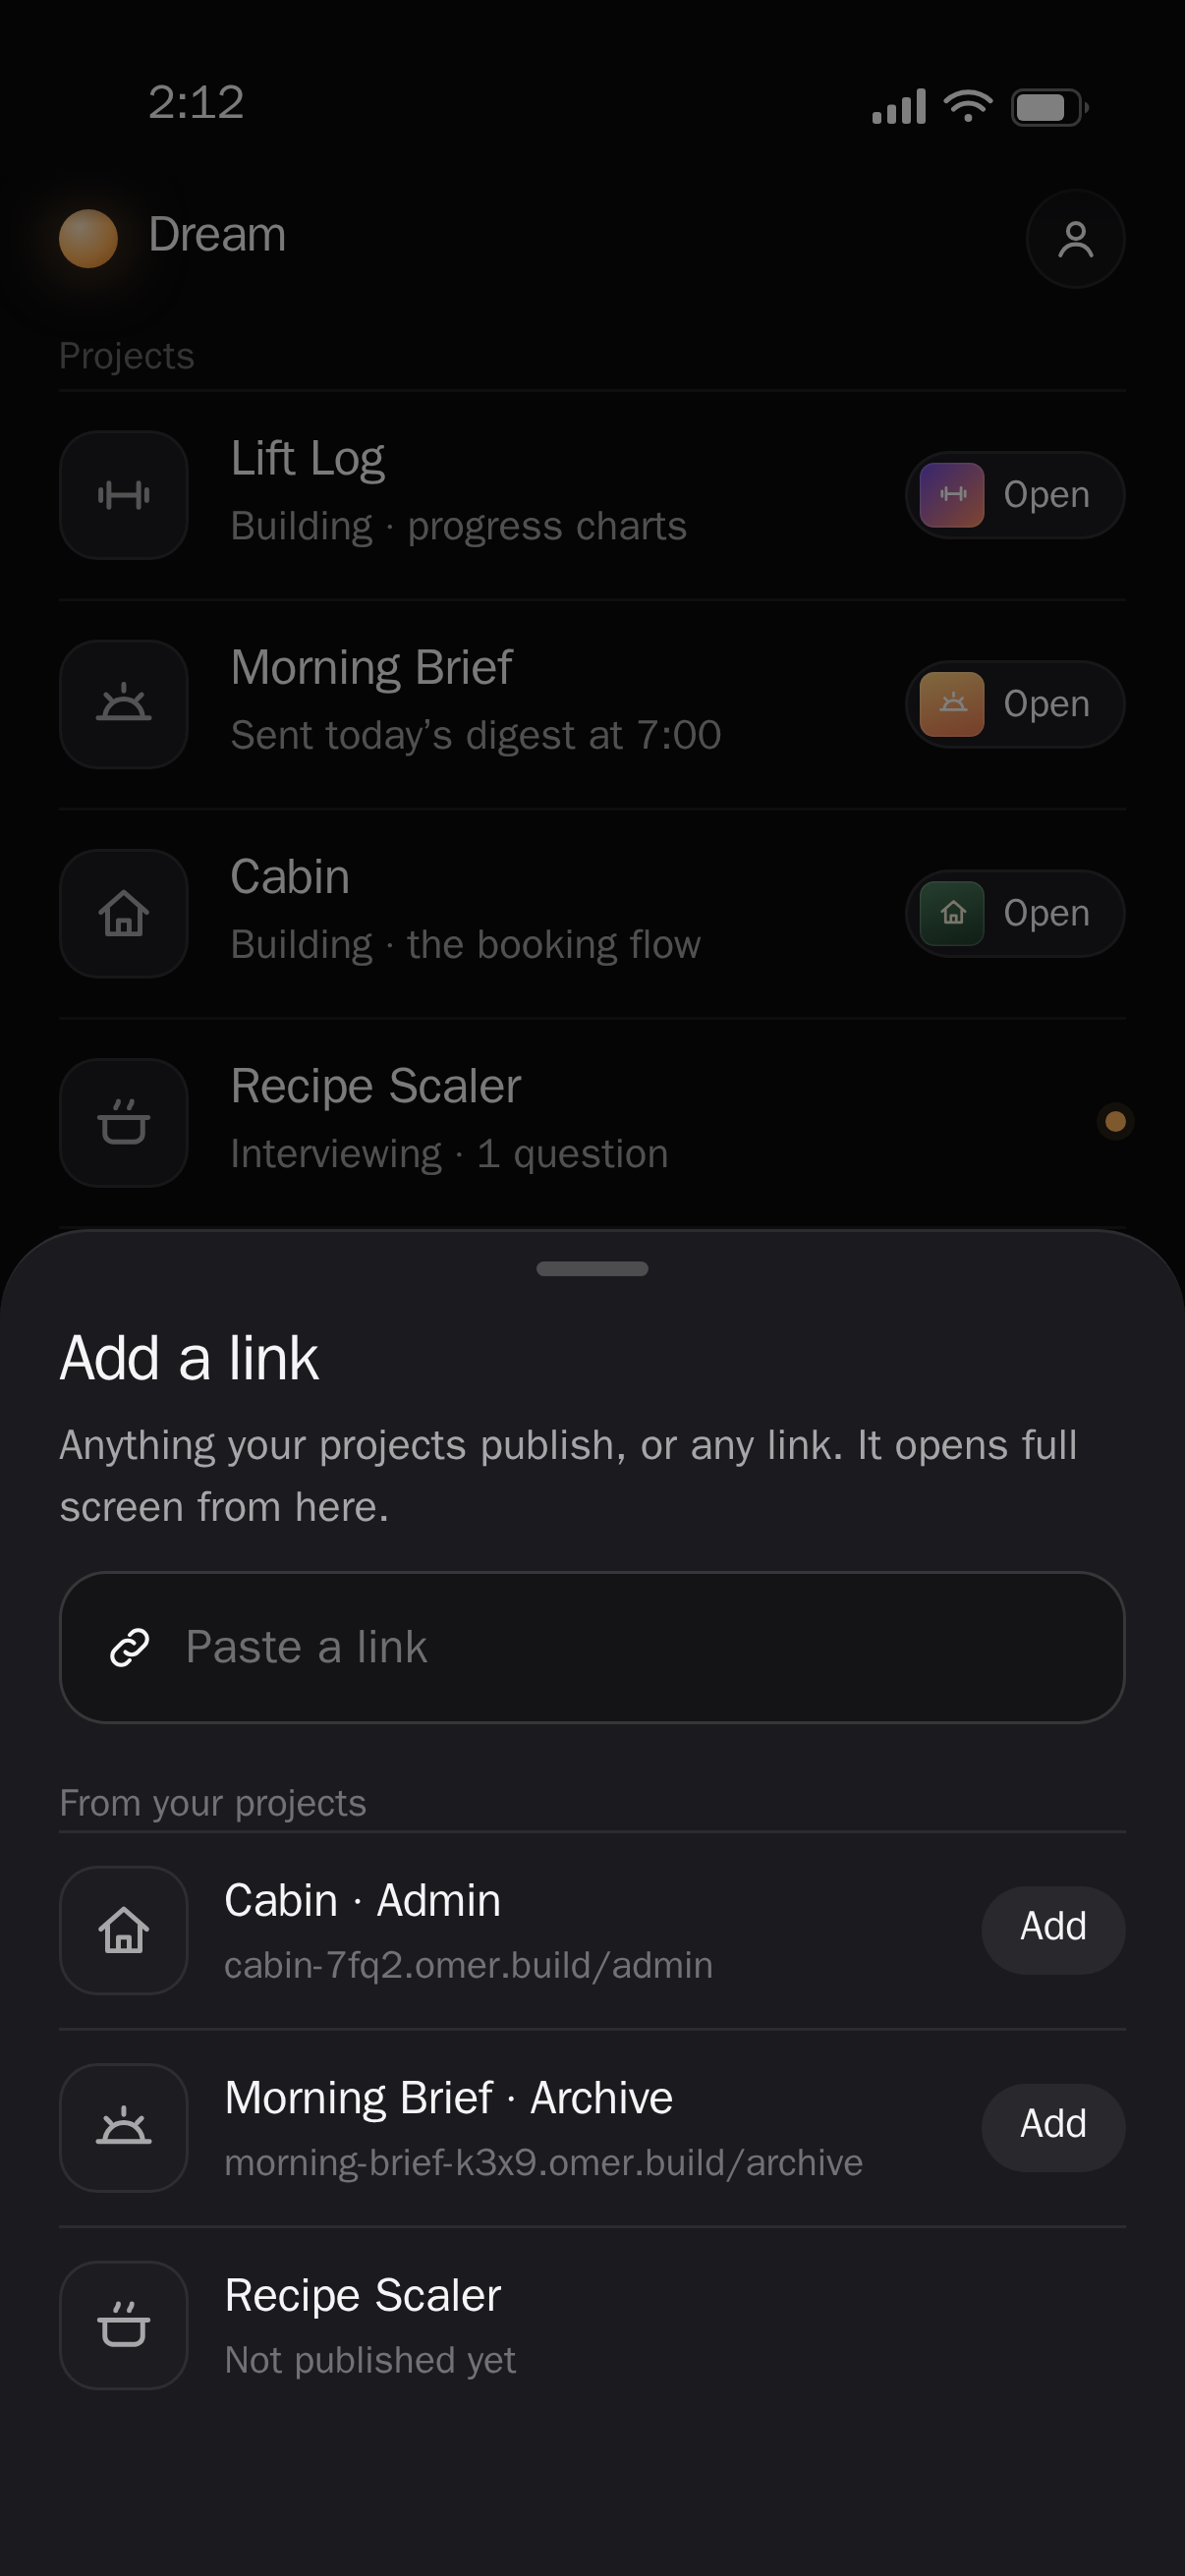 2:12
Dream
Projects
Lift Log
Building · progress charts
Open
Morning Brief
Sent today’s digest at 7:00
Open
Cabin
Building · the booking flow
Open
Recipe Scaler
Interviewing · 1 question
Add a link
Anything your projects publish, or any link. It opens full
screen from here.
Paste a link
From your projects
Cabin · Admin
cabin-7fq2.omer.build/admin
Add
Morning Brief · Archive
morning-brief-k3x9.omer.build/archive
Add
Recipe Scaler
Not published yet